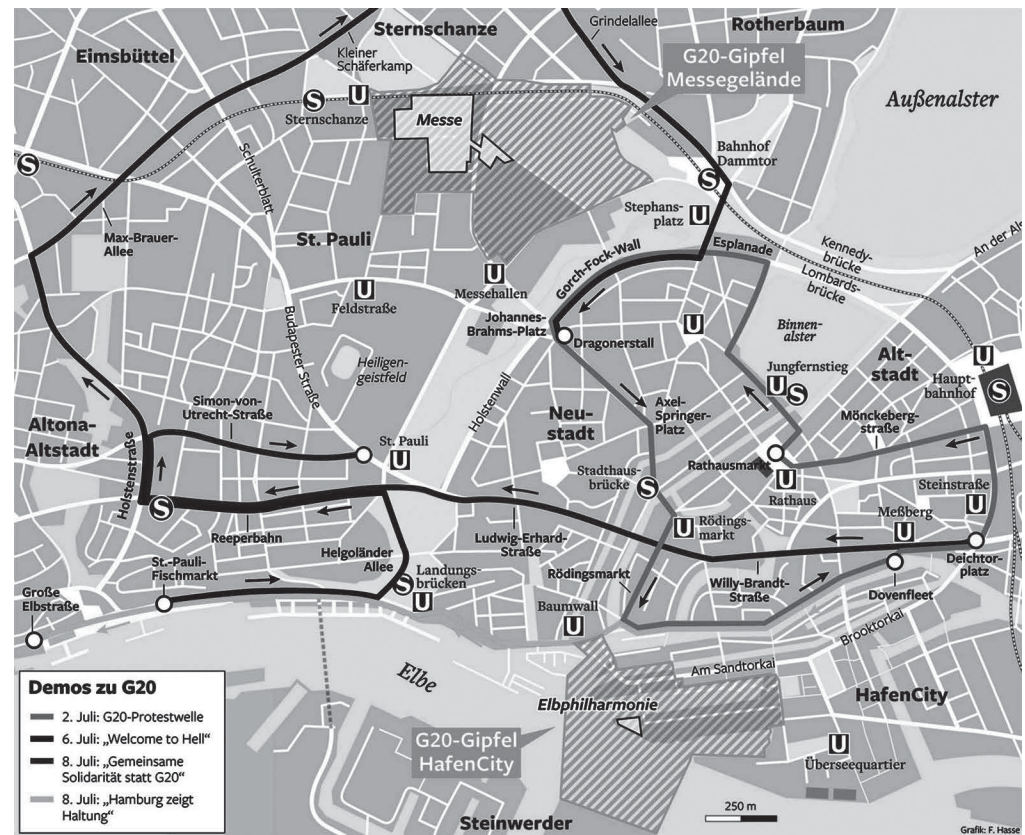 Eimsbüttel
Sternschanze
Kleiner
Schäferkamp
Grindelallee
Rotherbaum
G20-Gipfel
Messegelände
Außenalster
S
U
Sternschanze
Messe
S
Schulterblatt
Bahnhof
Dammtor
S
Stephans-
platz
U
Max-Brauer-
Allee
St. Pauli
Gorch-Fock-Wall
Esplanade
Kennedy-
brücke
Lombards-
brücke
An der Als
U
Feldstraße
U
Messehallen
Budapester Straße
Johannes-
Brahms-Platz
Dragonerstall
U
Binnen-
alster
Heiligen-
geistfeld
Holstenwall
Jungfernstieg
U
S
Alt-
stadt
U
Haupt-
bahnhof
S
Simon-von-
Utrecht-Straße
Altona-
Altstadt
Neu-
stadt
Axel-
Springer-
Platz
Mönckeberg-
straße
St. Pauli
U
Rathausmarkt
Stadthaus-
brücke
S
U
Rathaus
Steinstraße
U
Holstenstraße
S
Reeperbahn
Ludwig-Erhard-
Straße
U
Rödings-
markt
Meßberg
U
Deichtor-
platz
Helgoländer
Allee
St.-Pauli-
Fischmarkt
S
Landungs-
brücken
U
Rödingsmarkt
Willy-Brandt-
Straße
Dovenfleet
Große
Elbstraße
Baumwall
U
Brooktorkai
Am Sandtorkai
Elbe
HafenCity
Elbphilharmonie
G20-Gipfel
HafenCity
U
Überseequartier
Demos zu G20
2. Juli: G20-Protestwelle
6. Juli: „Welcome to Hell“
8. Juli: „Gemeinsame
Solidarität statt G20“
8. Juli: „Hamburg zeigt
Haltung“
Steinwerder
250 m
Grafik: F. Hasse